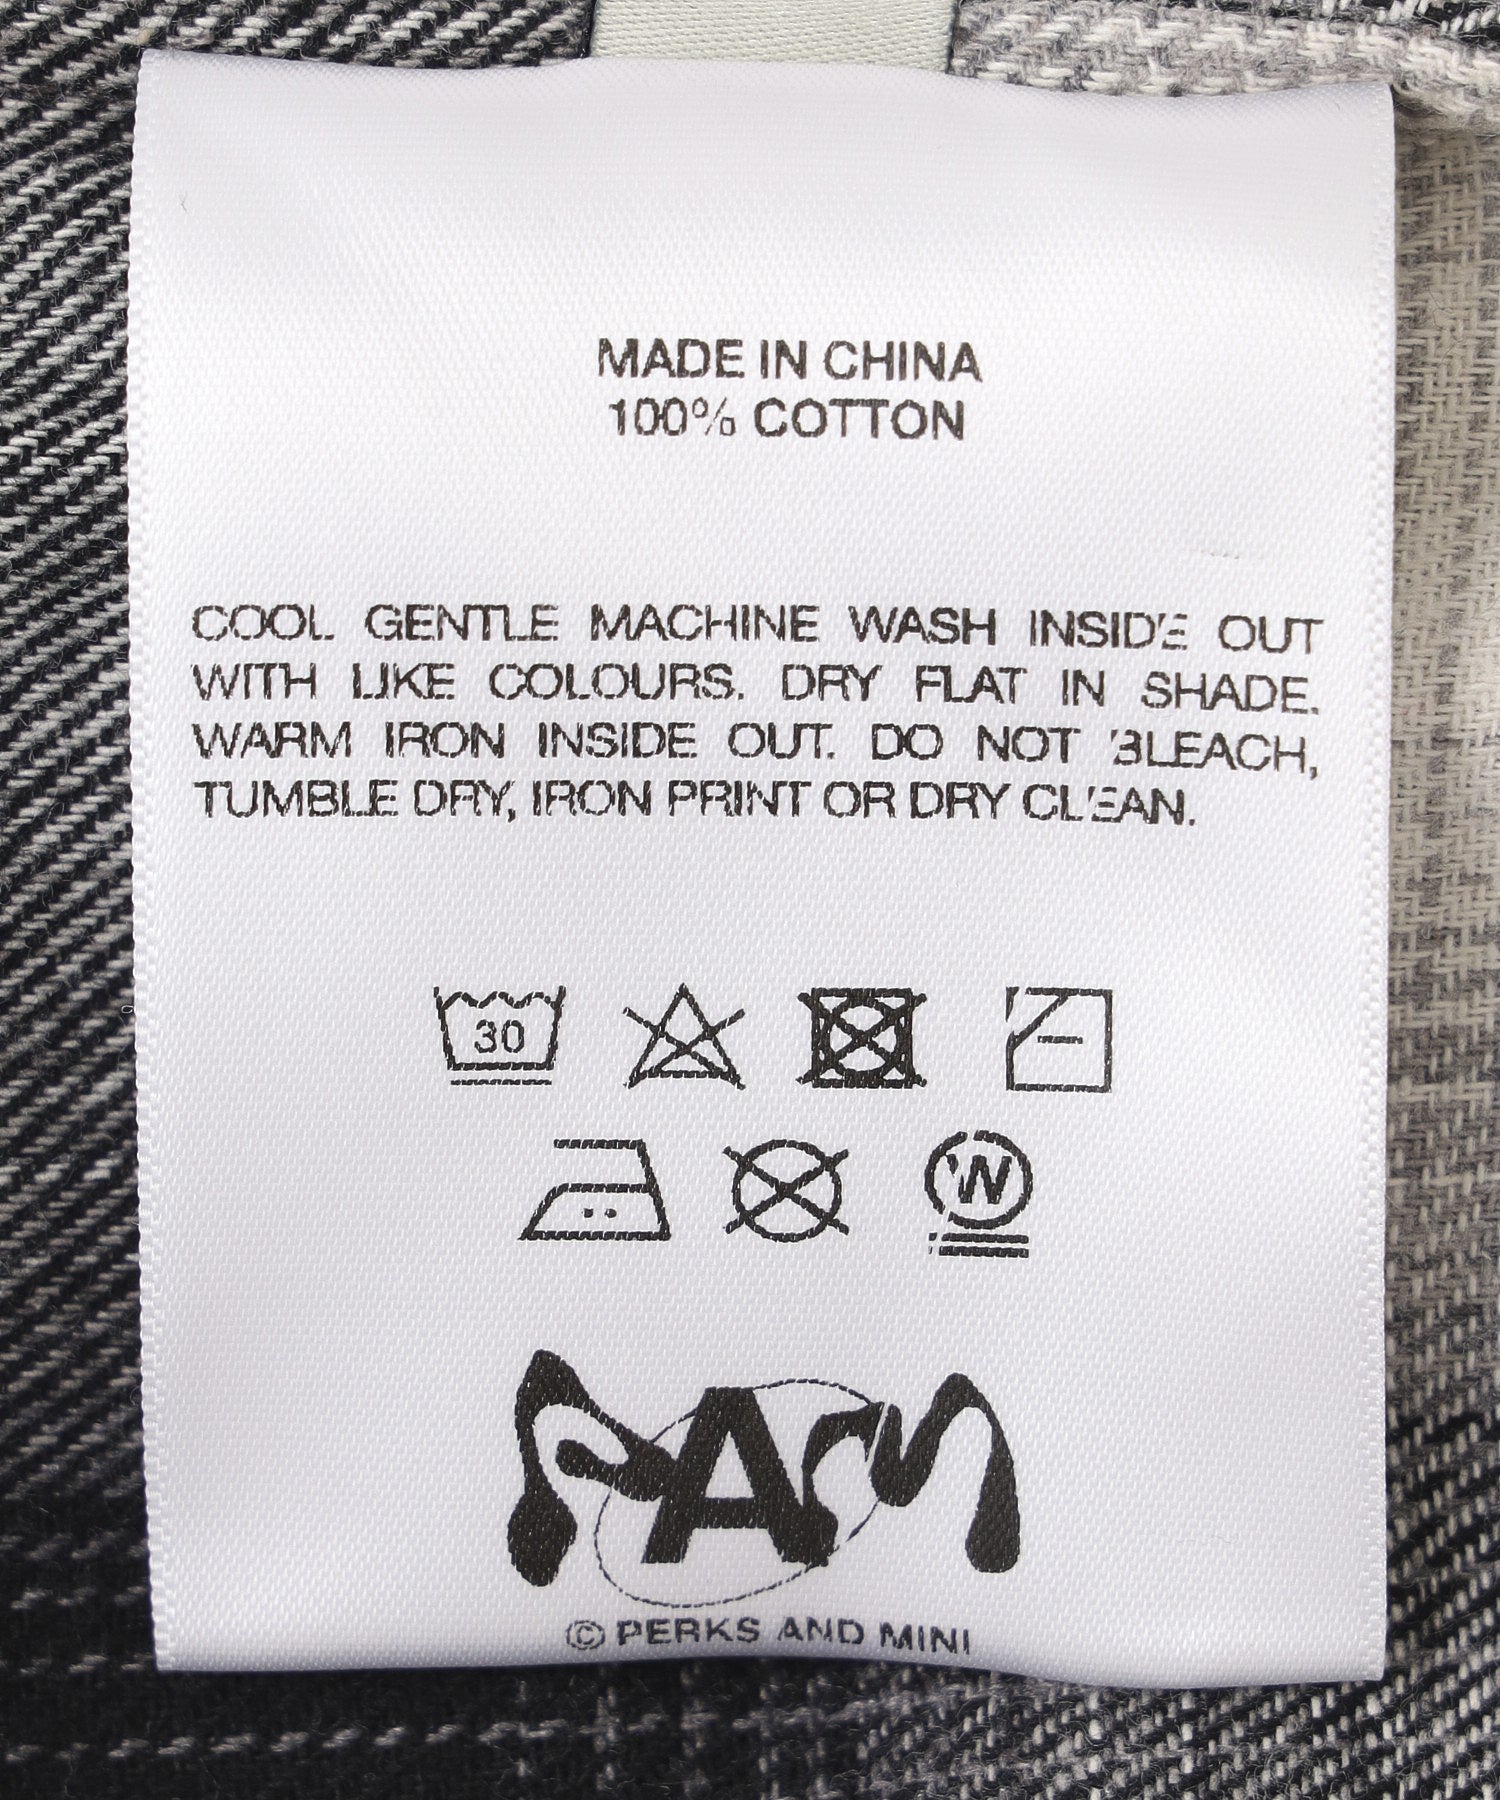 MADE IN CHINA
100% COTTON
COOL GENTLE MACHINE WASH INSIDE OUT
WITH LIKE COLOURS. DRY FLAT IN SHADE.
WARM IRON INSIDE OUT. DO NOT BLEACH,
TUMBLE DRY, IRON PRINT OR DRY CLEAN.
30
W
PAM
© PERKS AND MINI